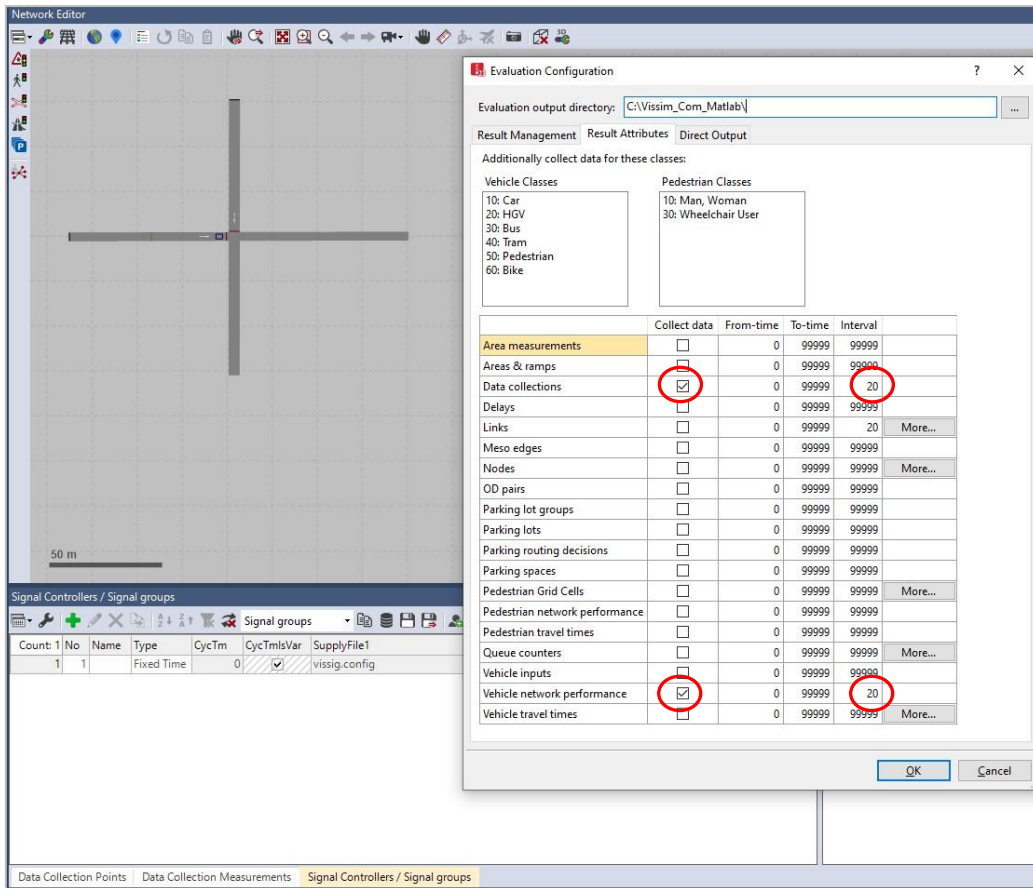 Network Editor
3D
Evaluation Configuration
? ×
Evaluation output directory: C:\Vissim_Com_Matlab\
...
Result Management Result Attributes Direct Output
Additionally collect data for these classes:
Vehicle Classes Pedestrian Classes
10: Car 10: Man, Woman
20: HGV 30: Wheelchair User
30: Bus
40: Tram
50: Pedestrian
60: Bike
Collect data From-time To-time Interval
Area measurements 0 99999 99999
Areas & ramps 0 99999 99999
Data collections 0 99999 20
Delays 0 99999 99999
Links 0 99999 20 More...
Meso edges 0 99999 99999
Nodes 0 99999 99999 More...
OD pairs 0 99999 99999
Parking lot groups 0 99999 99999
Parking lots 0 99999 99999
Parking routing decisions 0 99999 99999
Parking spaces 0 99999 99999
Pedestrian Grid Cells 0 99999 99999 More...
Pedestrian network performance 0 99999 99999
Pedestrian travel times 0 99999 99999
Queue counters 0 99999 99999 More...
Vehicle inputs 0 99999 99999
Vehicle network performance 0 99999 20
Vehicle travel times 0 99999 99999 More...
OK Cancel
50 m
Signal Controllers / Signal groups
Signal groups
Count: 1 No Name Type CycTm CycTmIsVar SupplyFile1
1 1 Fixed Time 0 vissig.config
Data Collection Points Data Collection Measurements Signal Controllers / Signal groups